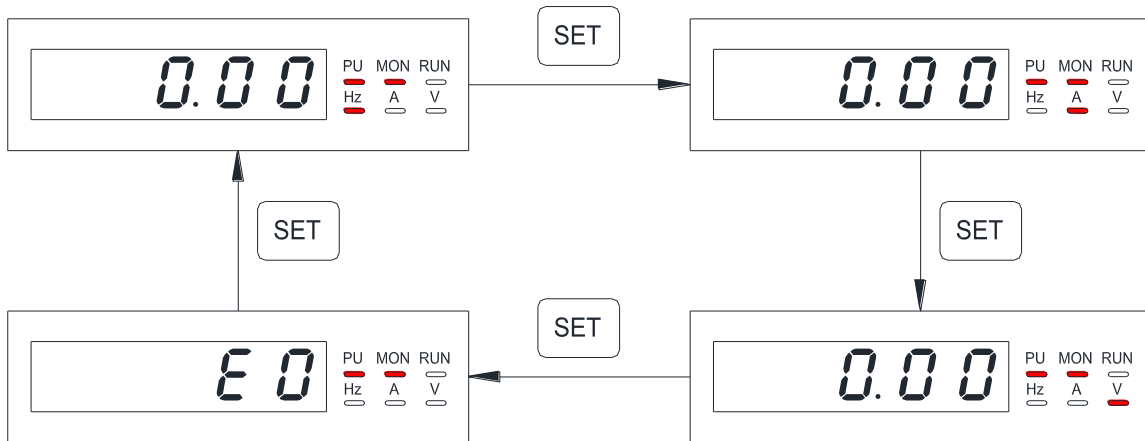 SET
0.00 PU MON RUN
Hz A V
0.00 PU MON RUN
Hz A V
SET
SET
SET
E0 PU MON RUN
Hz A V
0.00 PU MON RUN
Hz A V